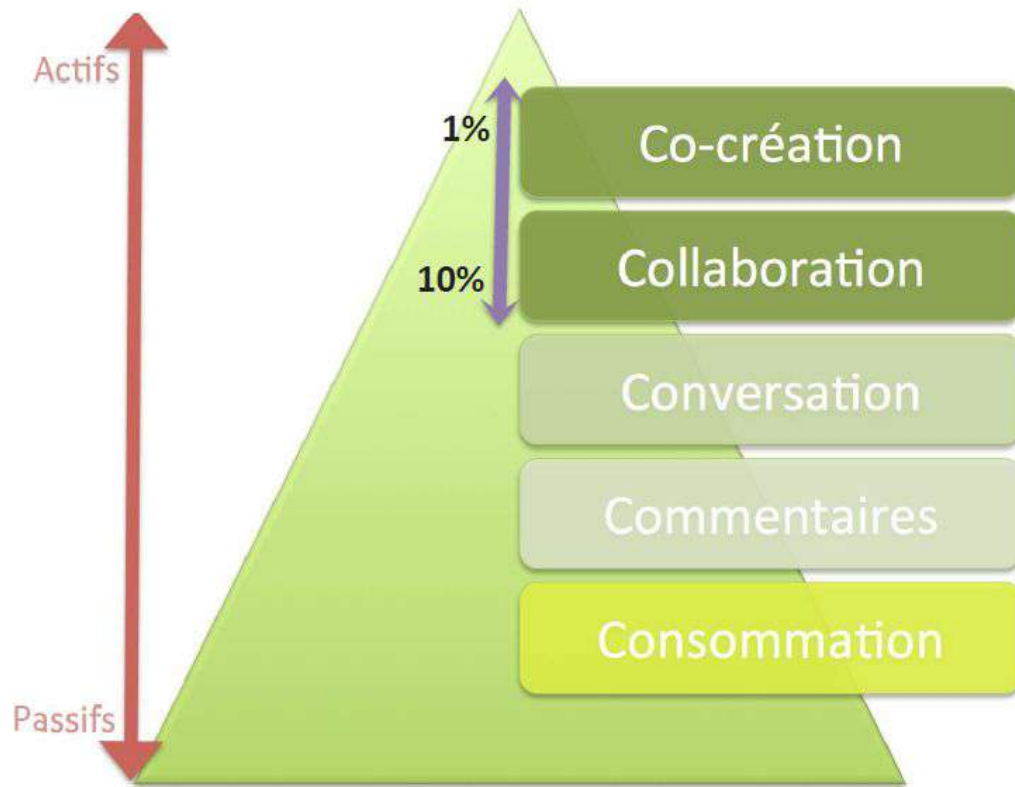 Actifs
1%
Co-création
10%
Collaboration
Conversation
Commentaires
Consommation
Passifs